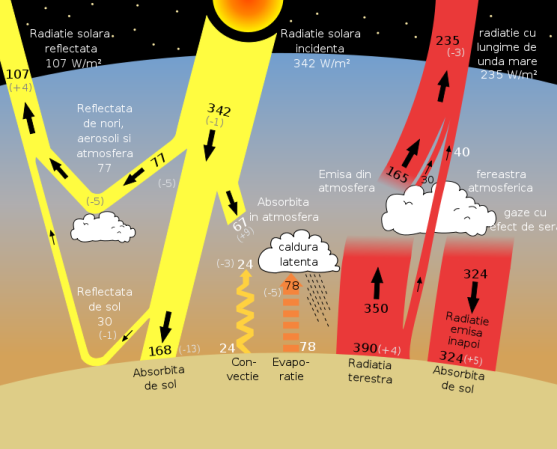 Radiatie solara
reflectata
107 W/m²
Radiatie solara
incidenta
342 W/m²
radiatie cu
lungime de
unda mare
235 W/m²
235
(-3)
107
(+4)
Reflectata
de nori,
aerosoli si
atmosfera
77
342
(-1)
77
(-5)
(-5)
Emisa din
atmosfera
165
30
40
fereastra
atmosferica
gaze cu
efect de sera
Absorbita
in atmosfera
67
caldura
latenta
(-3) 24
(-5) 78
350
324
Radiatie
emisa
inapoi
324(+5)
Reflectata
de sol
30
(-1)
168 (-13)
Absorbita
de sol
24
Con-
vectie
78
Evapo-
ratie
390(+4)
Radiatia
terestra
Absorbita
de sol